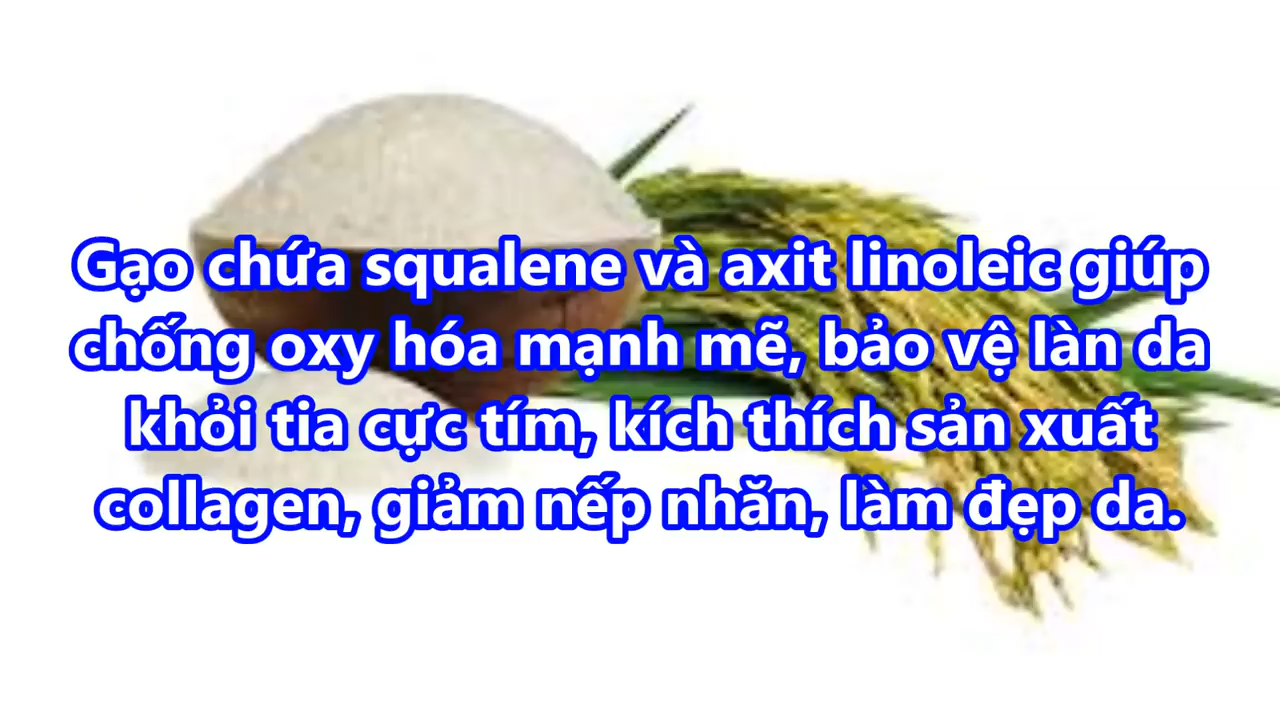 Gạo chứa squalene và axit linoleic giúp
chống oxy hóa mạnh mẽ, bảo vệ làn da
khỏi tia cực tím, kích thích sản xuất
collagen, giảm nếp nhăn, làm đẹp da.